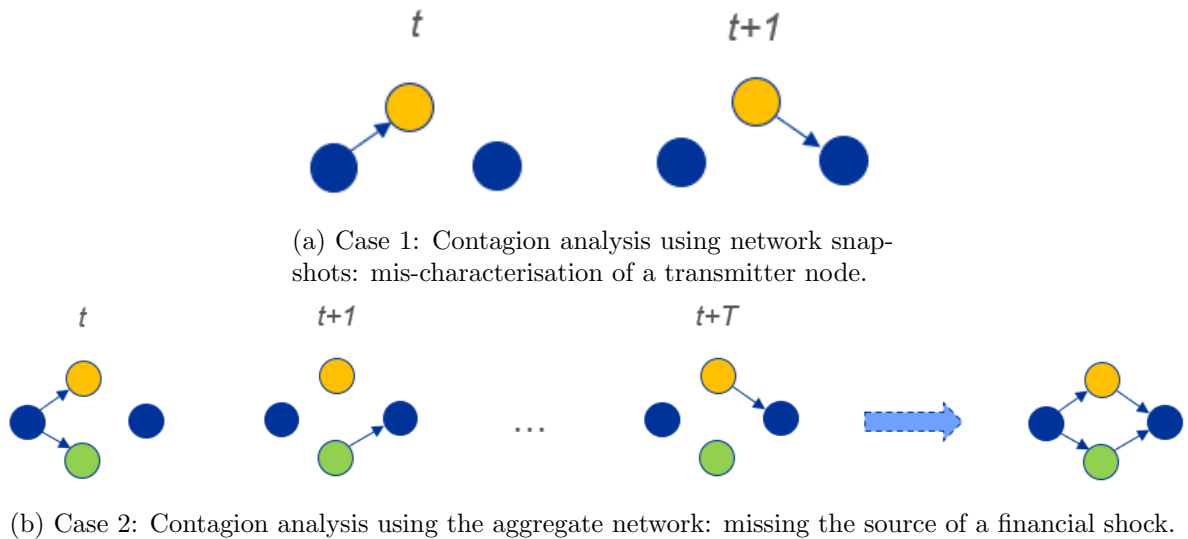 t
t+1
(a) Case 1: Contagion analysis using network snap-
shots: mis-characterisation of a transmitter node.
t
t+1
t+T
...
(b) Case 2: Contagion analysis using the aggregate network: missing the source of a financial shock.